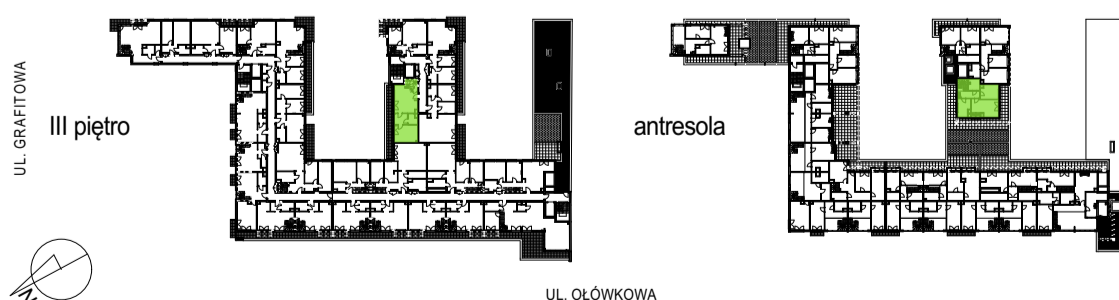 UL. GRAFITOWA
III piętro
antresola
N
UL. OŁÓWKOWA